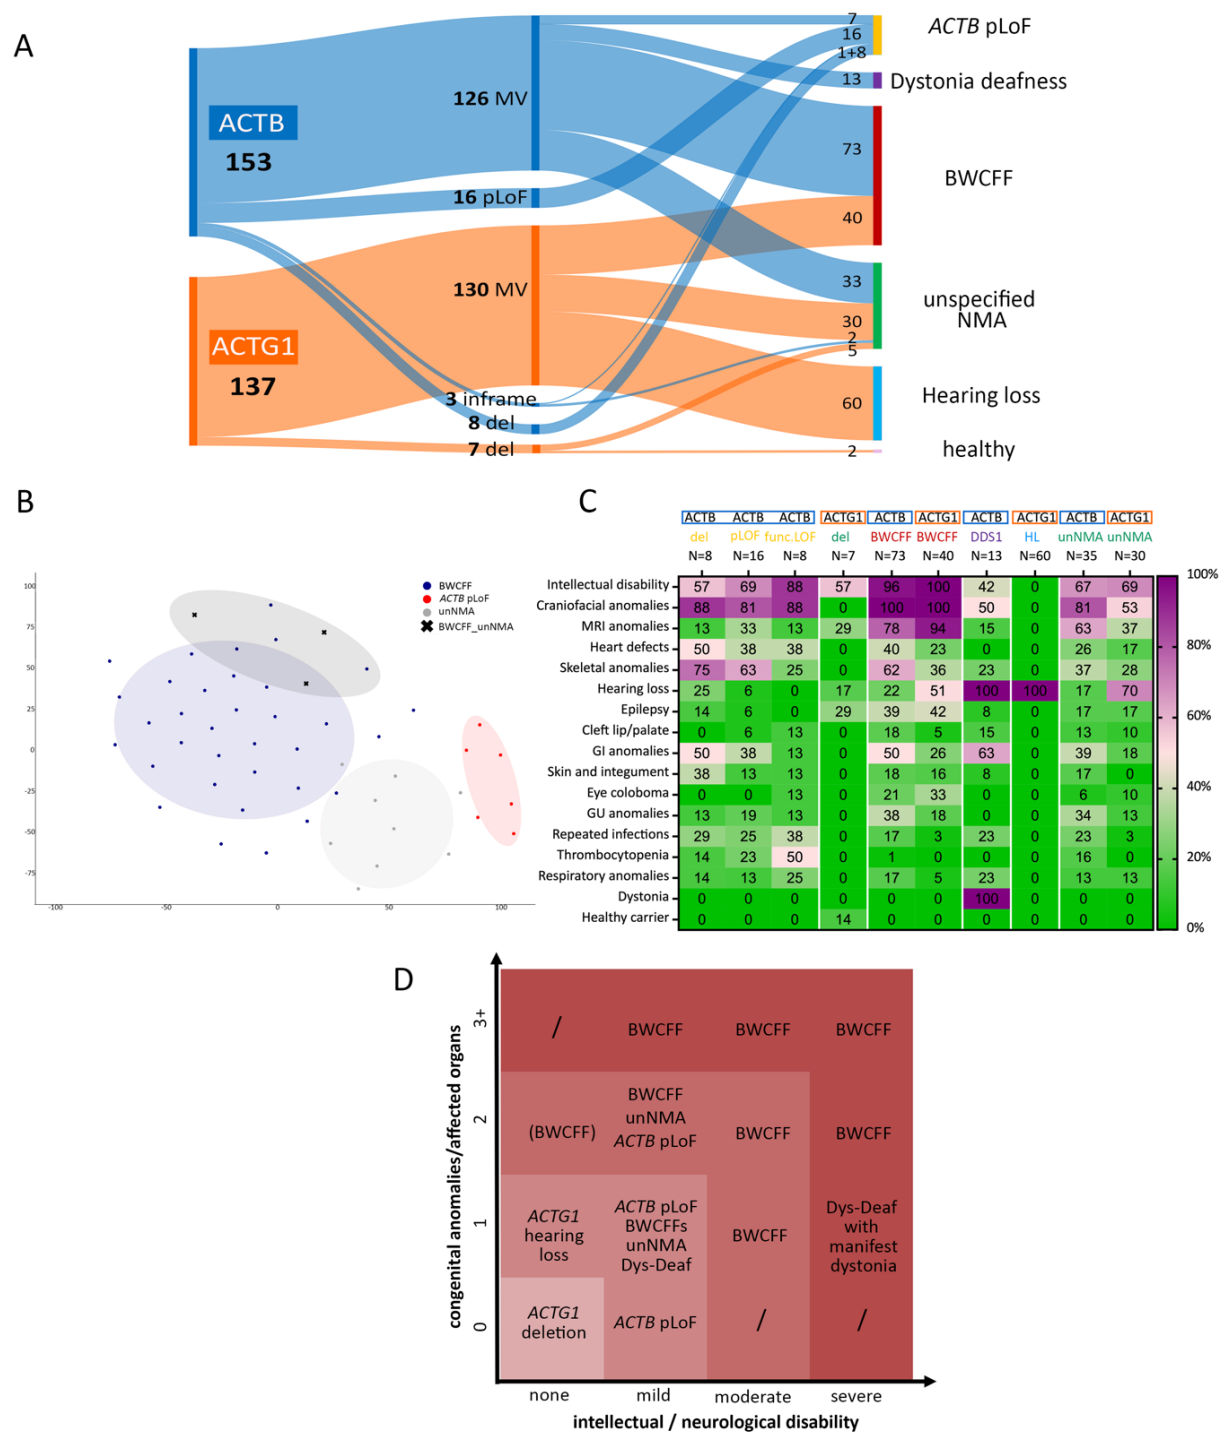 A
ACTB
153
ACTG1
137
126 MV
16 pLoF
130 MV
3 inframe
8 del
7 del
7
16
1+8
13
73
40
33
30
2
5
60
2
ACTB pLoF
Dystonia deafness
BWCFF
unspecified
NMA
Hearing loss
healthy
B
100
75
50
25
0
-25
-50
-75
-100 -50 0 50 100
BWCFF
ACTB pLoF
unNMA
BWCFF_unNMA
C
ACTB ACTB ACTB ACTG1 ACTB ACTG1 ACTB ACTG1 ACTB ACTG1
del pLOF func.LOF del BWCFF BWCFF DDS1 HL unNMA unNMA
N=8 N=16 N=8 N=7 N=73 N=40 N=13 N=60 N=35 N=30
Intellectual disability 57 69 88 57 96 100 42 0 67 69
Craniofacial anomalies 88 81 88 0 100 100 50 0 81 53
MRI anomalies 13 33 13 29 78 94 15 0 63 37
Heart defects 50 38 38 0 40 23 0 0 26 17
Skeletal anomalies 75 63 25 0 62 36 23 0 37 28
Hearing loss 25 6 0 17 22 51 100 100 17 70
Epilepsy 14 6 0 29 39 42 8 0 17 17
Cleft lip/palate 0 6 13 0 18 5 15 0 13 10
GI anomalies 50 38 13 0 50 26 63 0 39 18
Skin and integument 38 13 13 0 18 16 8 0 17 0
Eye coloboma 0 0 13 0 21 33 0 0 6 10
GU anomalies 13 19 13 0 38 18 0 0 34 13
Repeated infections 29 25 38 0 17 3 23 0 23 3
Thrombocytopenia 14 23 50 0 1 0 0 0 16 0
Respiratory anomalies 14 13 25 0 17 5 23 0 13 13
Dystonia 0 0 0 0 0 0 100 0 0 0
Healthy carrier 0 0 0 14 0 0 0 0 0 0
100%
80%
60%
40%
20%
0%
D
congenital anomalies/affected organs
3+
2
1
0
/ BWCFF BWCFF BWCFF
(BWCFF)
BWCFF
unNMA
ACTB pLoF
BWCFF
BWCFF
ACTG1
hearing
loss
ACTB pLoF
BWCFFs
unNMA
Dys-Deaf
BWCFF
Dys-Deaf
with
manifest
dystonia
ACTG1
deletion
ACTB pLoF
/
/
none mild moderate severe
intellectual / neurological disability